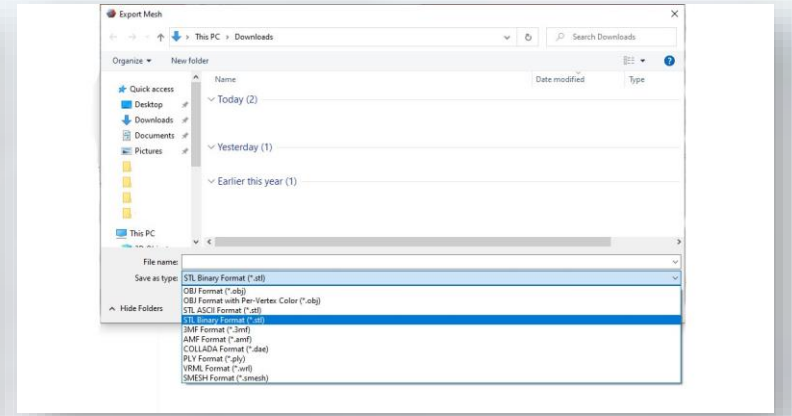 Export Mesh
This PC › Downloads
Search Downloads
Organize
New folder
Name
Date modified
Type
Quick access
Desktop
Downloads
Documents
Pictures
This PC
Today (2)
Yesterday (1)
Earlier this year (1)
File name:
Save as type: STL Binary Format (*.stl)
OBJ Format (*.obj)
OBJ Format with Per-Vertex Color (*.obj)
STL ASCII Format (*.stl)
STL Binary Format (*.stl)
3MF Format (*.3mf)
AMF Format (*.amf)
COLLADA Format (*.dae)
PLY Format (*.ply)
VRML Format (*.wrl)
SMESH Format (*.smesh)
Hide Folders